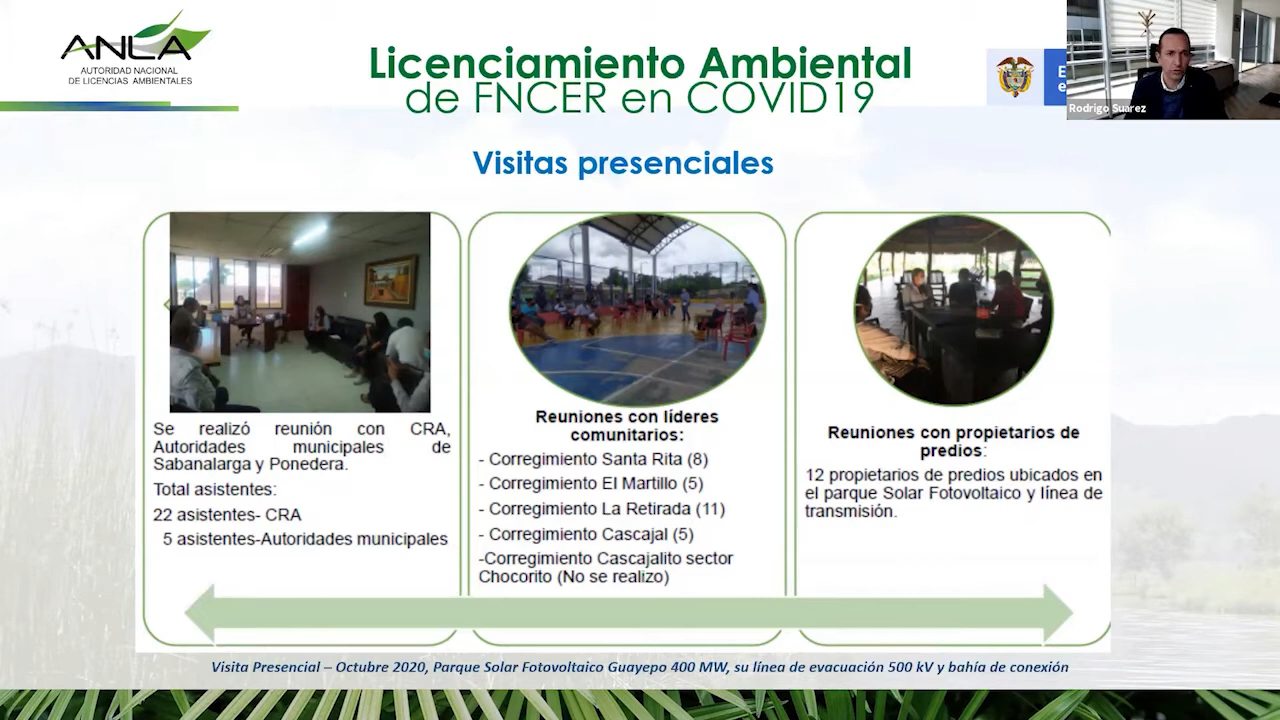 ANLA
AUTORIDAD NACIONAL
DE LICENCIAS AMBIENTALES
Licenciamiento Ambiental
de FNCER en COVID19
Rodrigo Suarez
Visitas presenciales
Se realizó reunión con CRA,
Autoridades municipales de
Sabanalarga y Ponedera.
Total asistentes:
22 asistentes- CRA
5 asistentes-Autoridades municipales
Reuniones con líderes
comunitarios:
- Corregimiento Santa Rita (8)
- Corregimiento El Martillo (5)
- Corregimiento La Retirada (11)
- Corregimiento Cascajal (5)
-Corregimiento Cascajalito sector
Chocorito (No se realizo)
Reuniones con propietarios de
predios:
12 propietarios de predios ubicados en
el parque Solar Fotovoltaico y línea de
transmisión.
Visita Presencial – Octubre 2020, Parque Solar Fotovoltaico Guayepo 400 MW, su línea de evacuación 500 kV y bahía de conexión